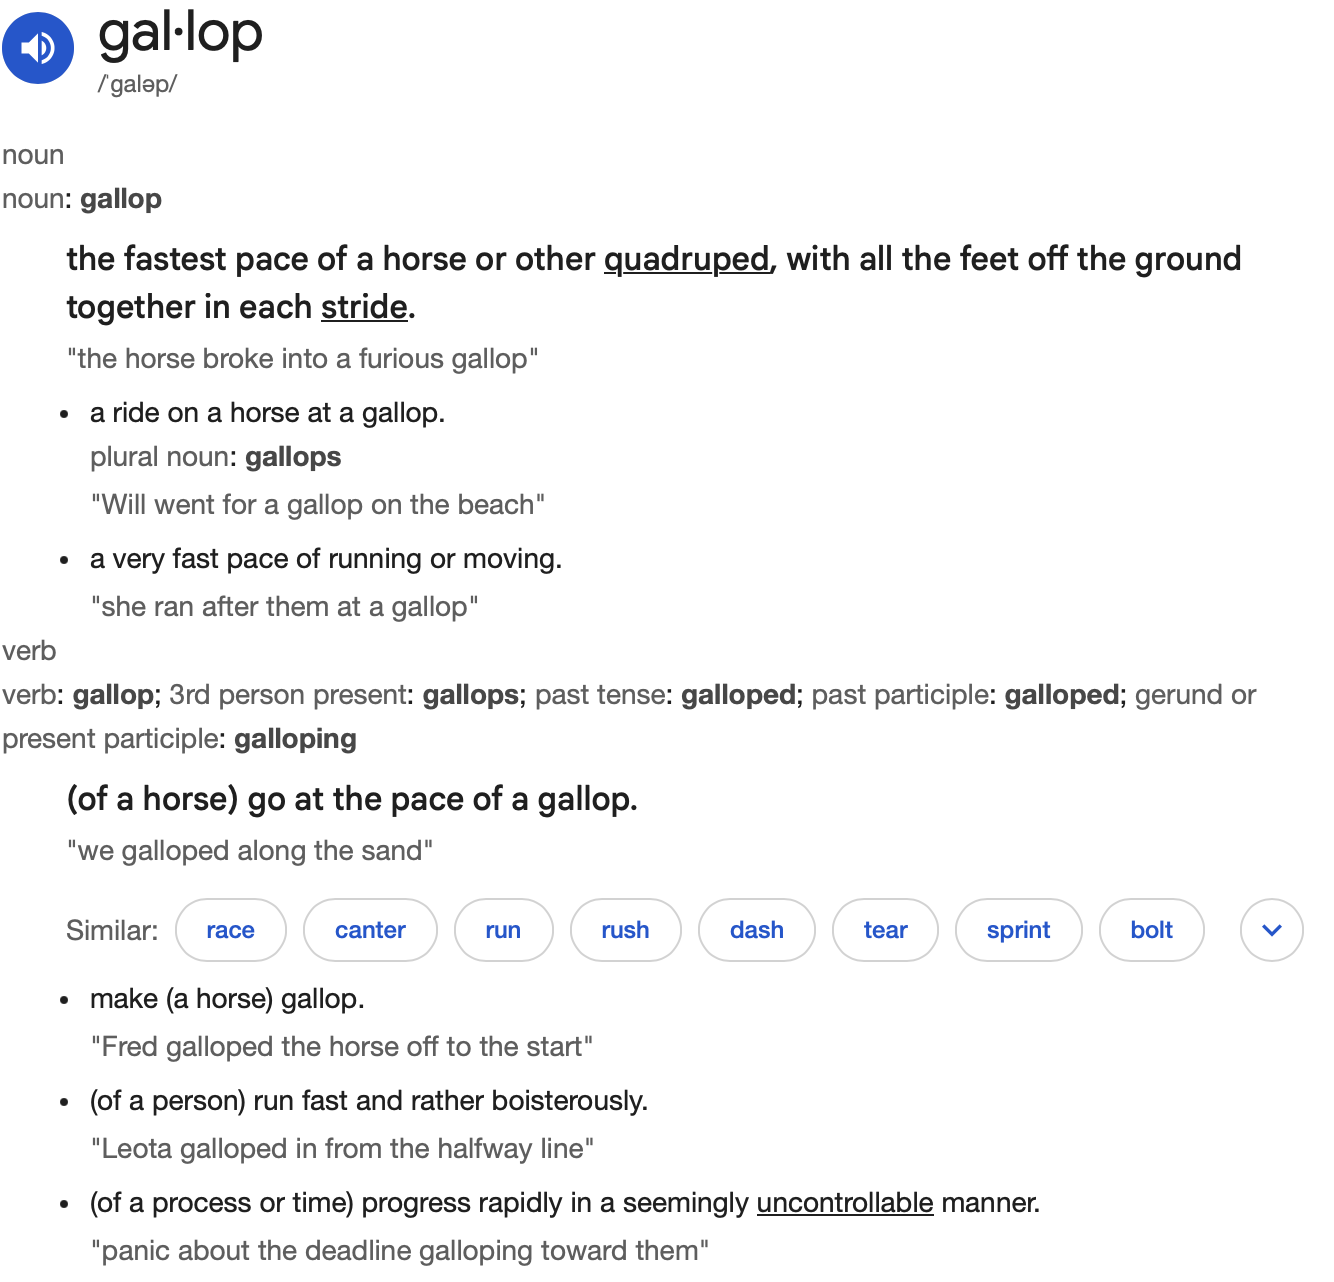 gal·lop
/ˈɡaləp/
noun
noun: gallop
the fastest pace of a horse or other quadruped, with all the feet off the ground
together in each stride.
"the horse broke into a furious gallop"
• a ride on a horse at a gallop.
plural noun: gallops
"Will went for a gallop on the beach"
• a very fast pace of running or moving.
"she ran after them at a gallop"
verb
verb: gallop; 3rd person present: gallops; past tense: galloped; past participle: galloped; gerund or
present participle: galloping
(of a horse) go at the pace of a gallop.
"we galloped along the sand"
Similar: race canter run rush dash tear sprint bolt
• make (a horse) gallop.
"Fred galloped the horse off to the start"
• (of a person) run fast and rather boisterously.
"Leota galloped in from the halfway line"
• (of a process or time) progress rapidly in a seemingly uncontrollable manner.
"panic about the deadline galloping toward them"